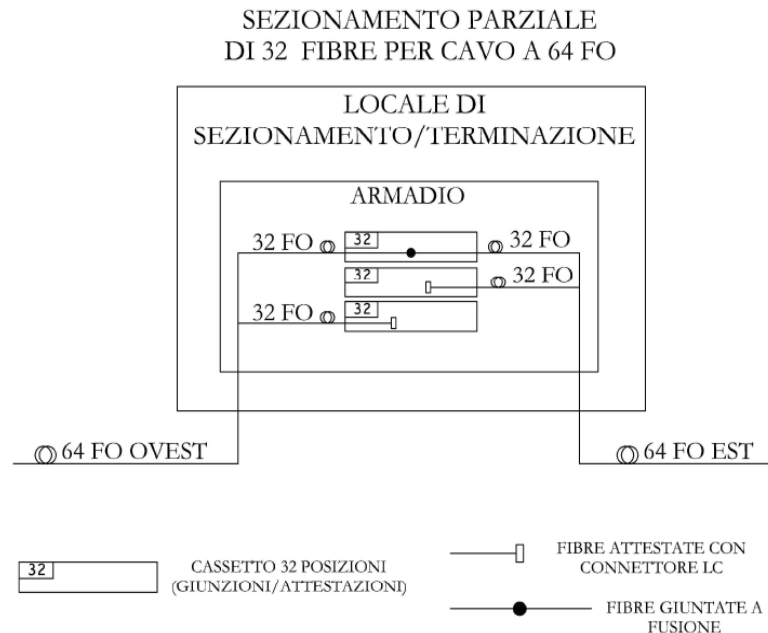 SEZIONAMENTO PARZIALE
DI 32 FIBRE PER CAVO A 64 FO
LOCALE DI
SEZIONAMENTO/TERMINAZIONE
ARMADIO
32 FO 32 32 FO
32 32 FO
32 FO 32
64 FO OVEST 64 FO EST
32 CASSETTO 32 POSIZIONI
(GIUNZIONI/ATTESTAZIONI)
FIBRE ATTESTATE CON
CONNETTORE LC
FIBRE GIUNTATE A
FUSIONE